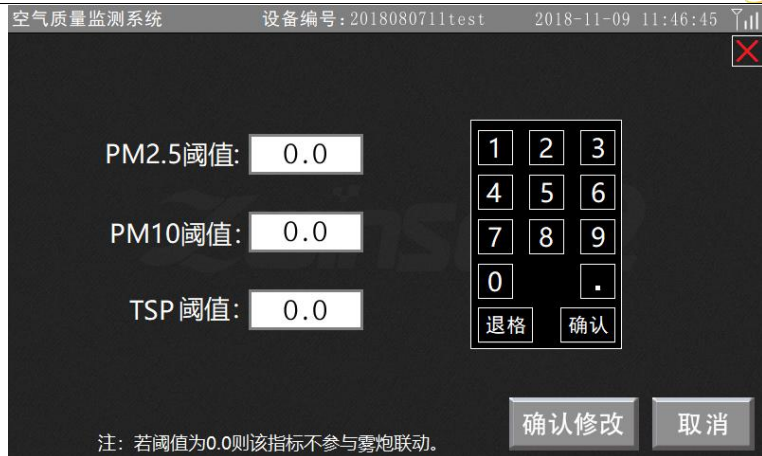 空气质量监测系统 设备编号:2018080711test 2018-11-09 11:46:45
PM2.5阈值: 0.0
PM10阈值: 0.0
TSP阈值: 0.0
1 2 3
4 5 6
7 8 9
0 .
退格 确认
确认修改 取消
注：若阈值为0.0则该指标不参与雾炮联动。